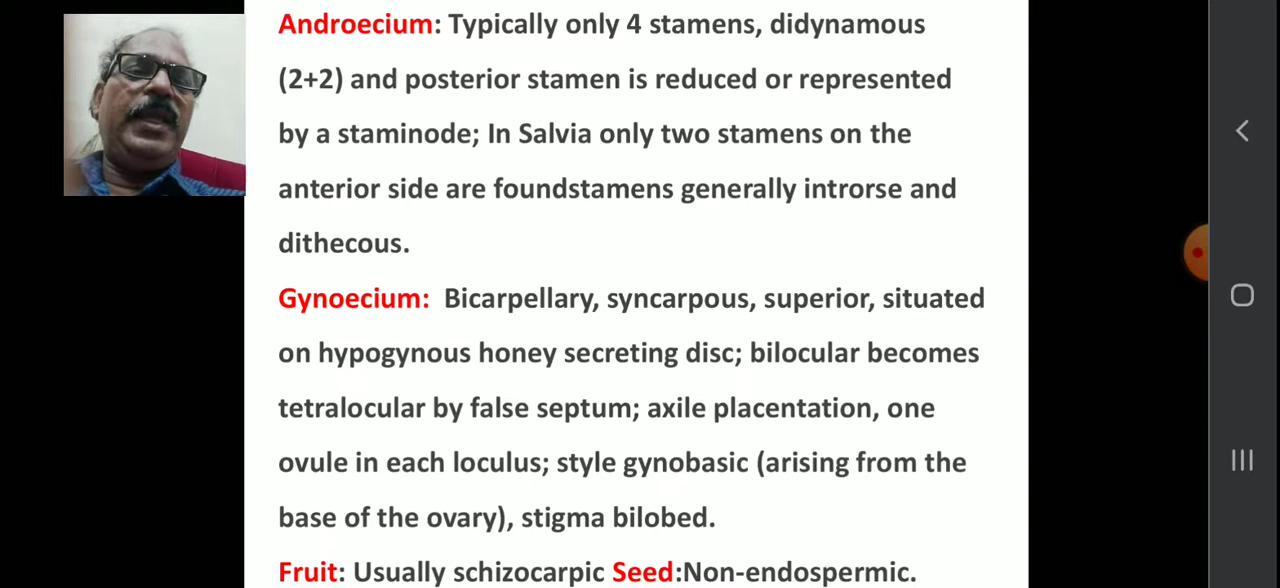 Androecium: Typically only 4 stamens, didynamous
(2+2) and posterior stamen is reduced or represented
by a staminode; In Salvia only two stamens on the
anterior side are foundstamens generally introrse and
dithecous.
Gynoecium: Bicarpellary, syncarpous, superior, situated
on hypogynous honey secreting disc; bilocular becomes
tetralocular by false septum; axile placentation, one
ovule in each loculus; style gynobasic (arising from the
base of the ovary), stigma bilobed.
Fruit: Usually schizocarpic Seed:Non-endospermic.